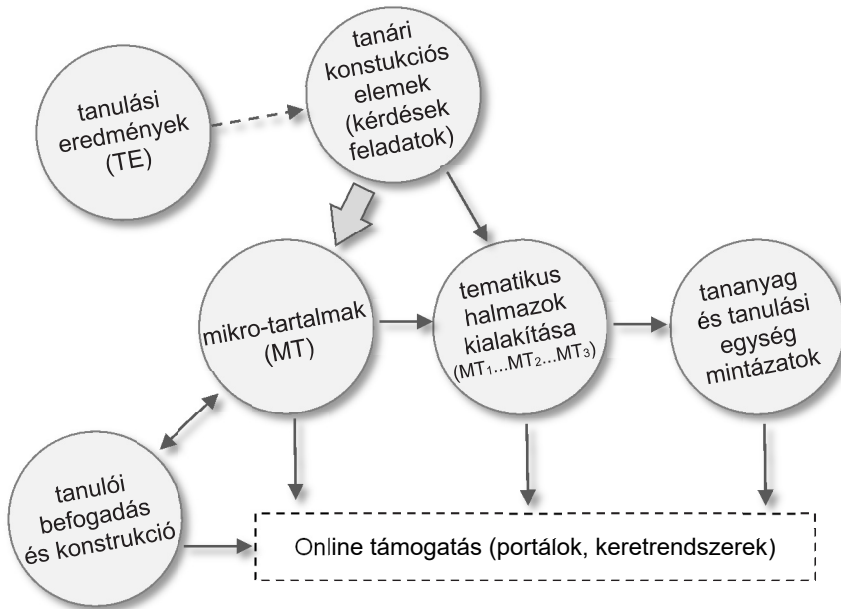 tanulási
eredmények
(TE)
tanári
konstukciós
elemek
(kérdések
feladatok)
mikro-tartalmak
(MT)
tematikus
halmazok
kialakítása
(MT₁...MT₂...MT₃)
tananyag
és tanulási
egység
mintázatok
tanulói
befogadás
és konstrukció
Online támogatás (portálok, keretrendszerek)